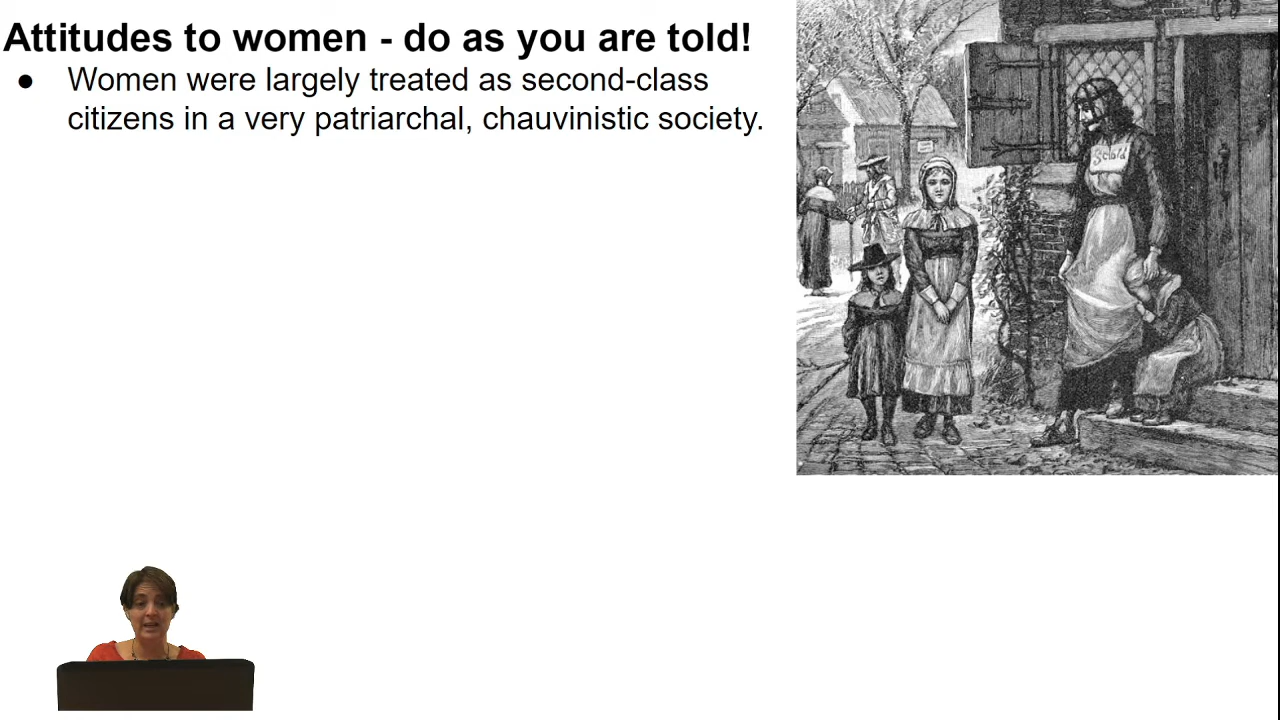 Attitudes to women - do as you are told!
● Women were largely treated as second-class
citizens in a very patriarchal, chauvinistic society.
Scold